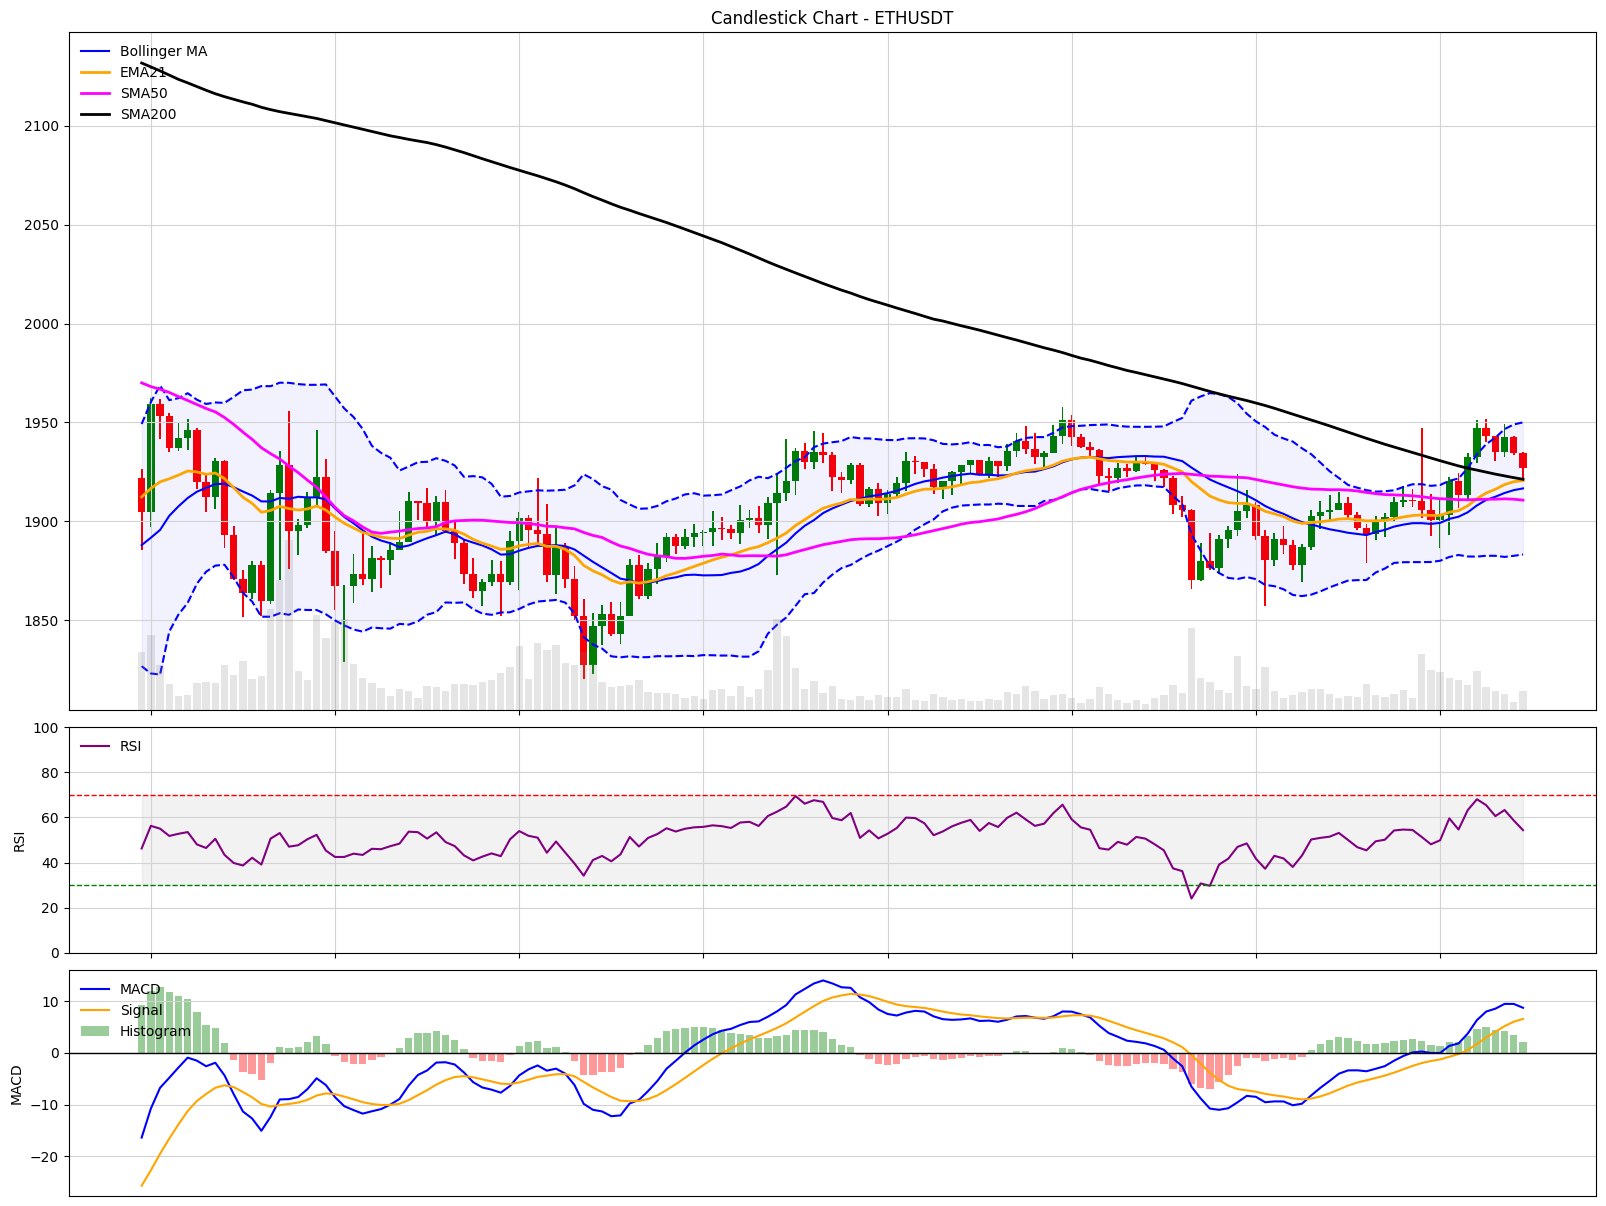 Candlestick Chart - ETHUSDT
Bollinger MA
EMA21
SMA50
SMA200
2100
2050
2000
1950
1900
1850
RSI
100
80
60
40
20
0
RSI
MACD
Signal
Histogram
10
0
−10
−20
MACD